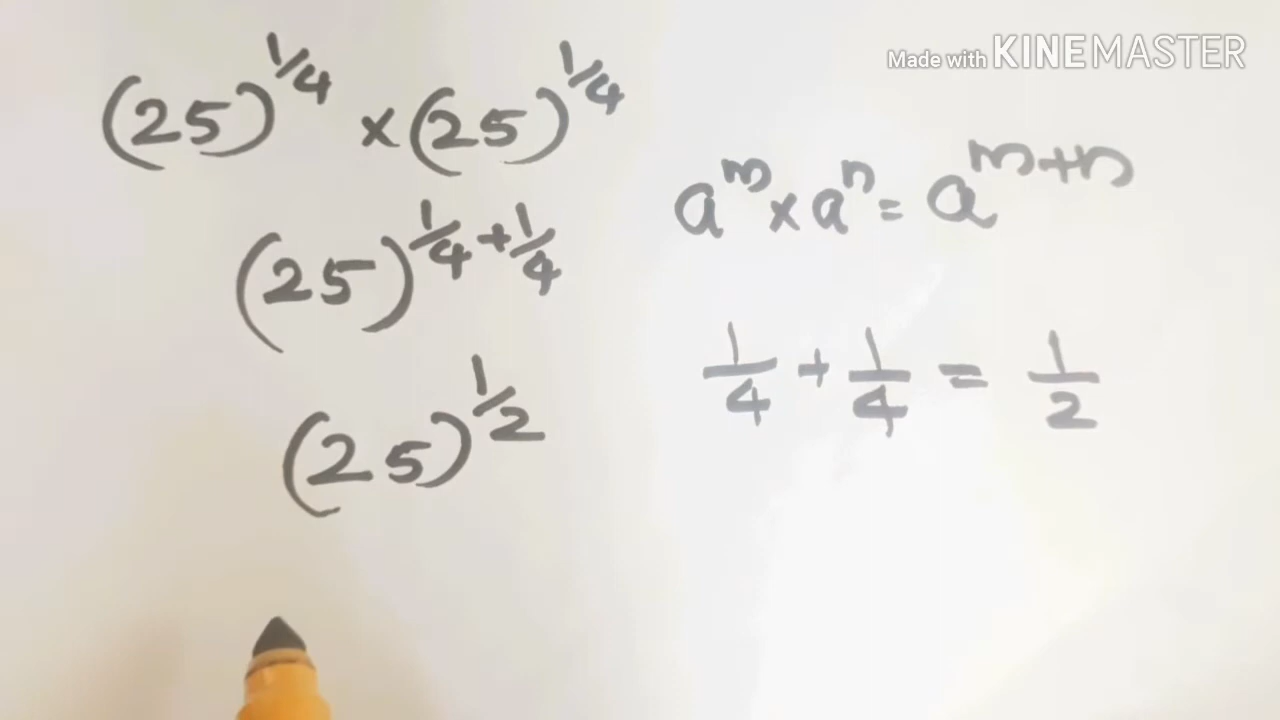 Made with KINEMASTER
(25)^1/4 × (25)^1/4
a^m × a^n = a^m+n
(25)^1/4+1/4
1/4 + 1/4 = 1/2
(25)^1/2